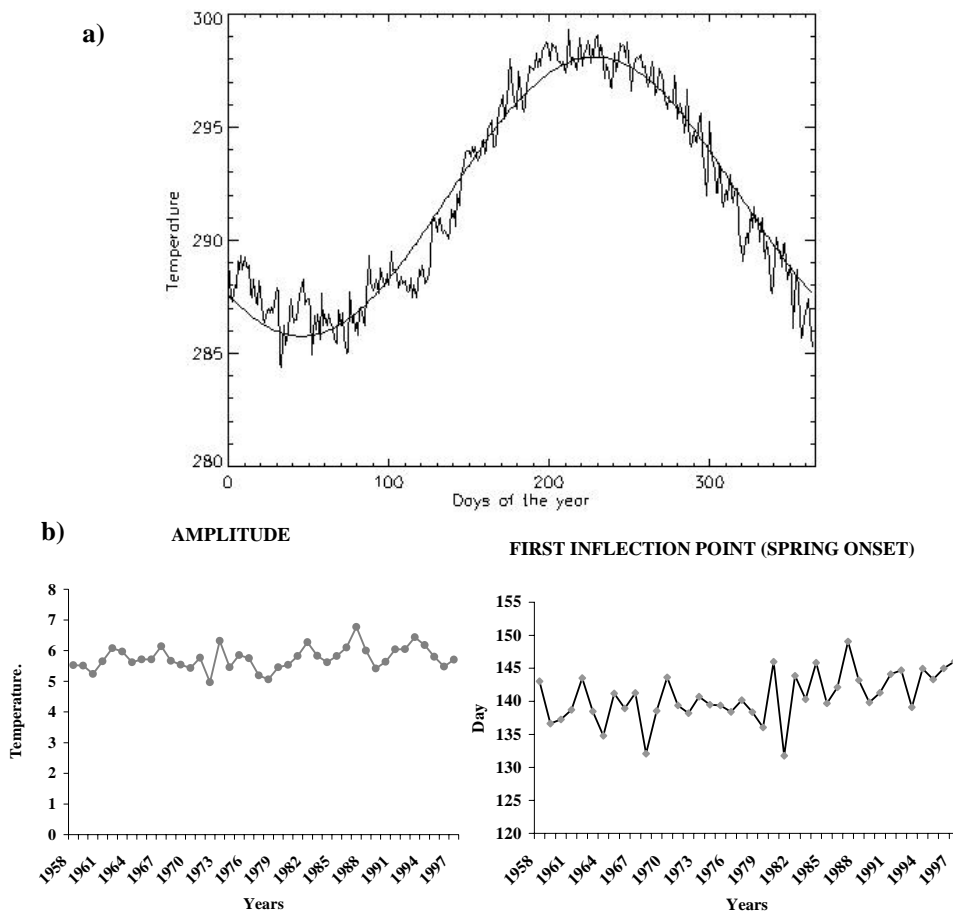 a)
300
295
290
285
280
Temperature
0 100 200 300
Days of the year
b)
AMPLITUDE
8
7
6
5
4
3
2
1
0
Temperature.
1958 1961 1964 1967 1970 1973 1976 1979 1982 1985 1988 1991 1994 1997
Years
FIRST INFLECTION POINT (SPRING ONSET)
155
150
145
140
135
130
125
120
Day
1958 1961 1964 1967 1970 1973 1976 1979 1982 1985 1988 1991 1994 1997
Years